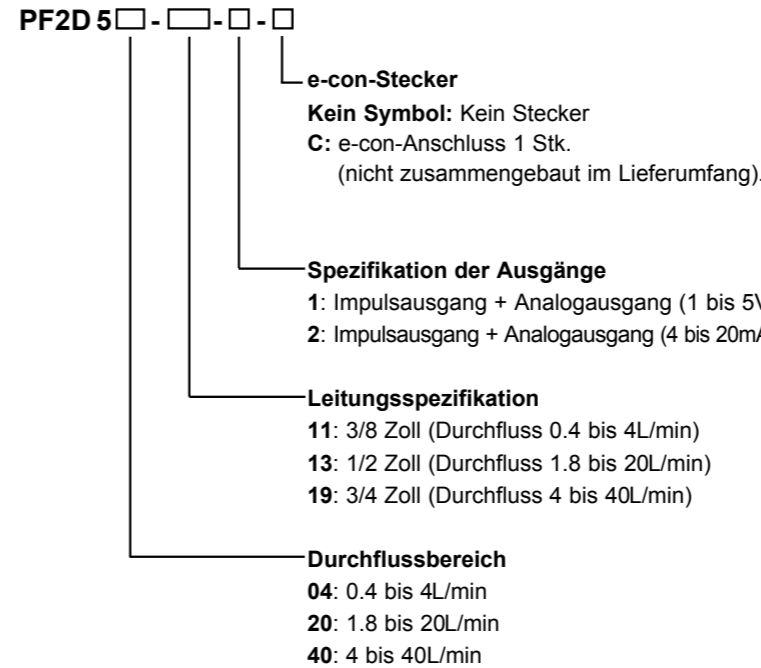 PF2D 5□ - □ - □ - □
e-con-Stecker
Kein Symbol: Kein Stecker
C: e-con-Anschluss 1 Stk.
(nicht zusammengebaut im Lieferumfang).
Spezifikation der Ausgänge
1: Impulsausgang + Analogausgang (1 bis 5V
2: Impulsausgang + Analogausgang (4 bis 20mA
Leitungsspezifikation
11: 3/8 Zoll (Durchfluss 0.4 bis 4L/min)
13: 1/2 Zoll (Durchfluss 1.8 bis 20L/min)
19: 3/4 Zoll (Durchfluss 4 bis 40L/min)
Durchflussbereich
04: 0.4 bis 4L/min
20: 1.8 bis 20L/min
40: 4 bis 40L/min